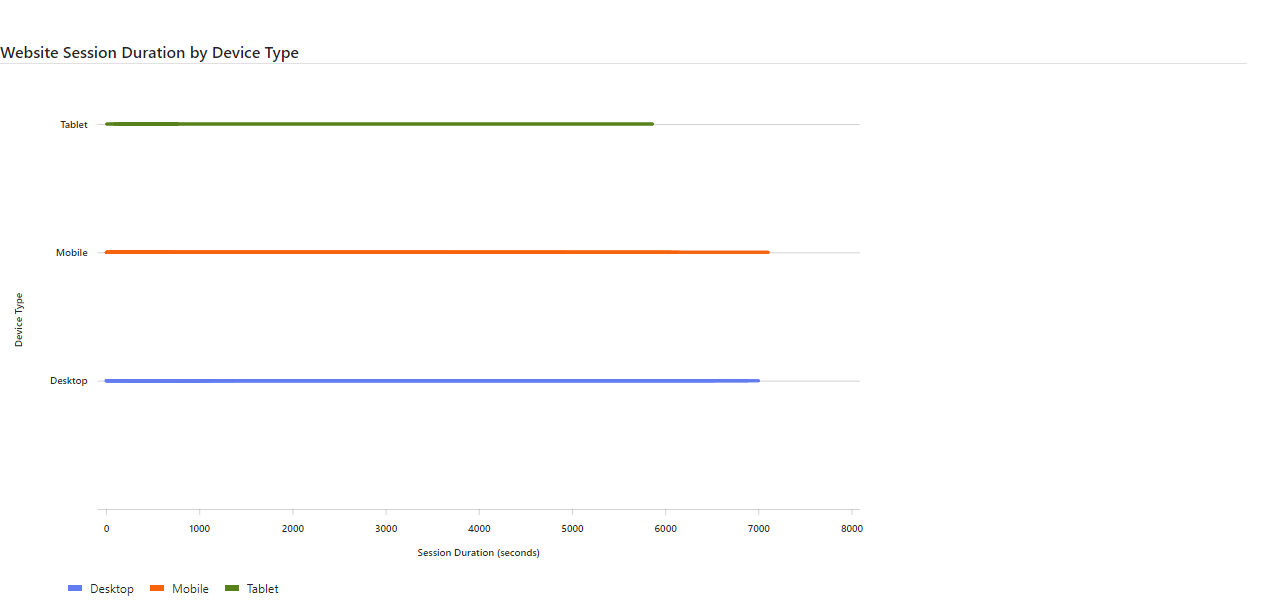 Website Session Duration by Device Type
Tablet
Mobile
Desktop
Device Type
0 1000 2000 3000 4000 5000 6000 7000 8000
Session Duration (seconds)
Desktop Mobile Tablet